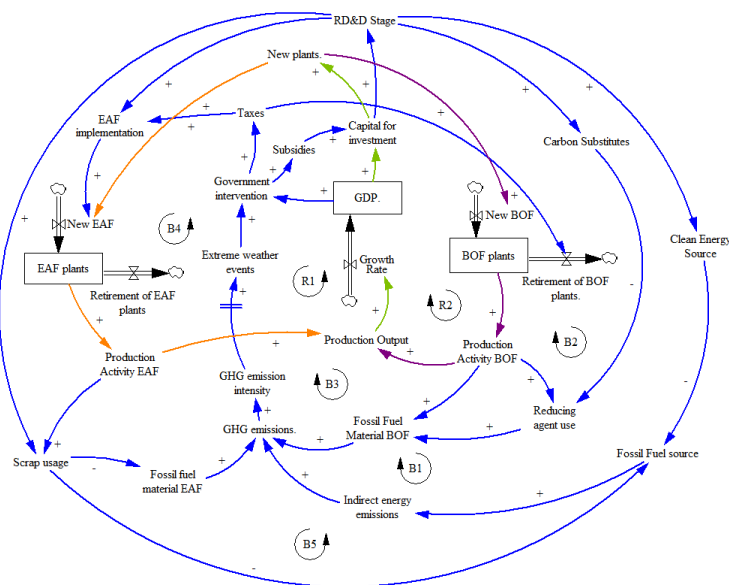 RD&D Stage
New plants.
EAF
implementation
Taxes
Capital for
investment
Carbon Substitutes
Subsidies
Government
intervention
GDP.
New EAF
New BOF
B4
Clean Energy
Source
EAF plants
Extreme weather
events
Growth
Rate
BOF plants
Retirement of EAF
plants
R1
R2
Retirement of BOF
plants.
Production
Activity EAF
Production Output
Production
Activity BOF
B2
GHG emission
intensity
B3
Reducing
agent use
GHG emissions.
Fossil Fuel
Material BOF
Scrap usage
Fossil fuel
material EAF
B1
Fossil Fuel source
Indirect energy
emissions
B5